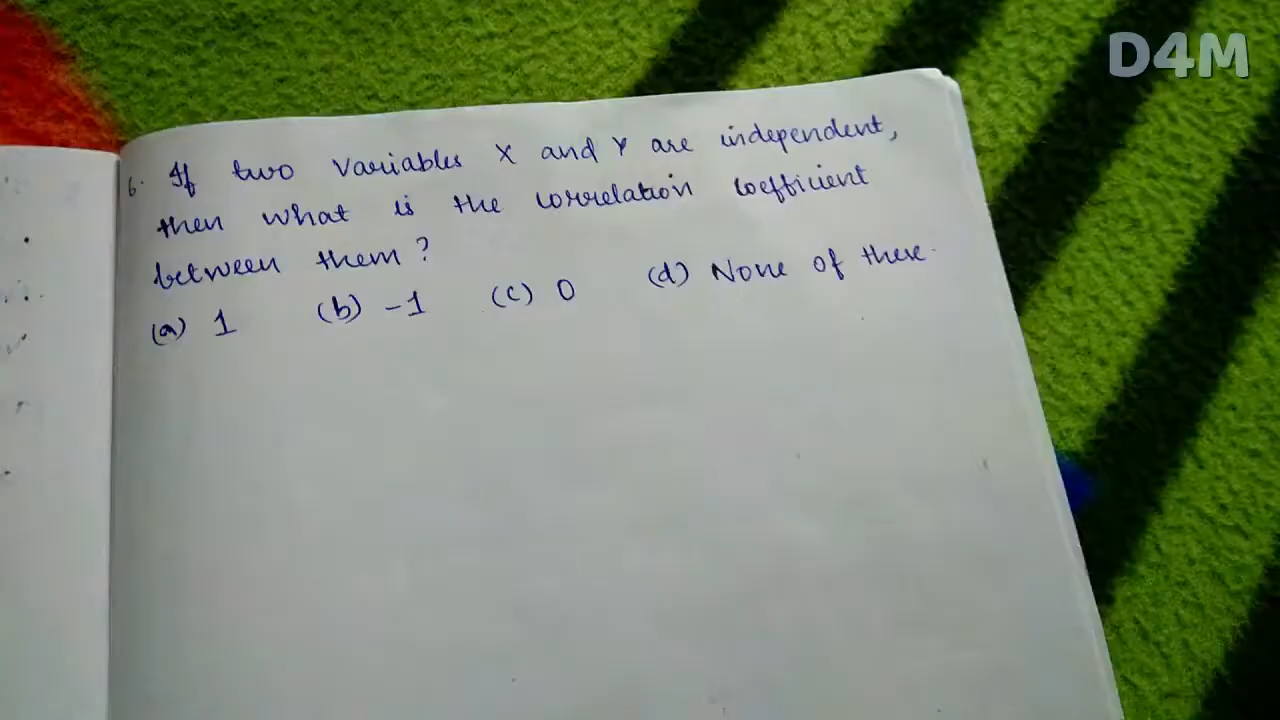 D4M
6. If two variables X and Y are independent,
then what is the correlation coefficient
between them?
(a) 1 (b) -1 (c) 0 (d) None of these.